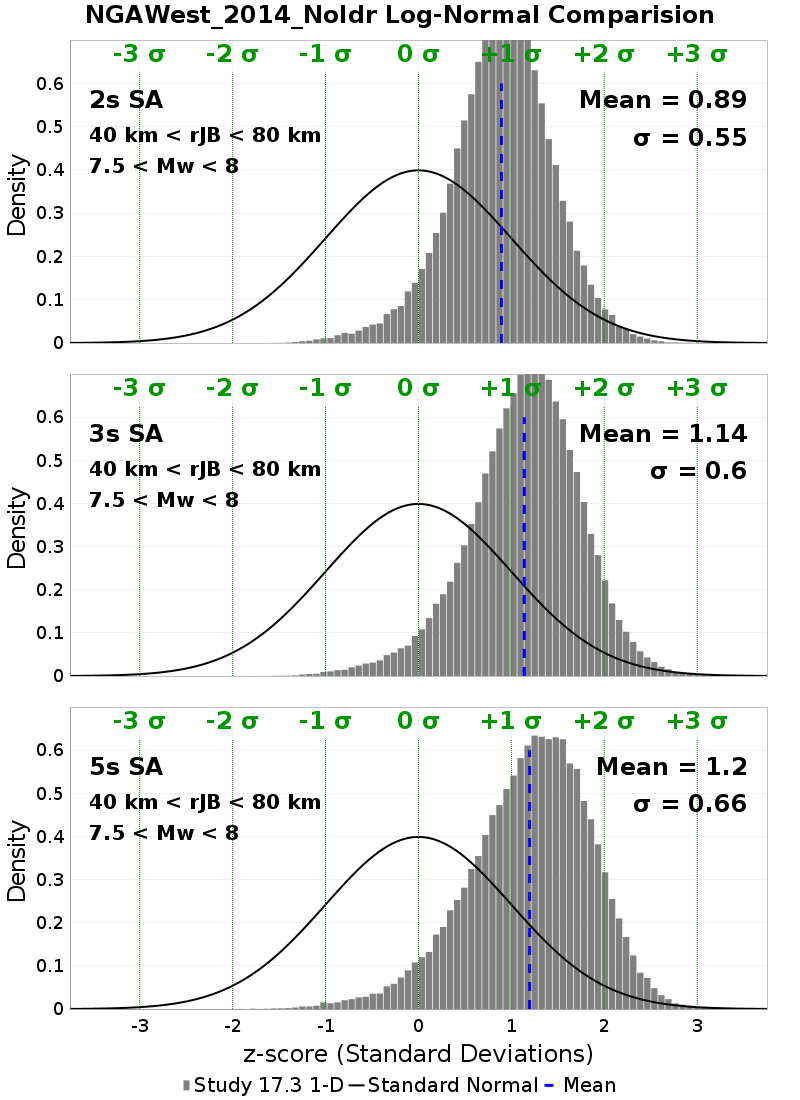 NGAWest_2014_NoIdr Log-Normal Comparision
-3 σ -2 σ -1 σ 0 σ +1 σ +2 σ +3 σ
0.6
2s SA Mean = 0.89
0.5
40 km < rJB < 80 km σ = 0.55
7.5 < Mw < 8
0.4
0.3
0.2
0.1
0
Density
-3 σ -2 σ -1 σ 0 σ +1 σ +2 σ +3 σ
0.6
3s SA Mean = 1.14
0.5
40 km < rJB < 80 km σ = 0.6
7.5 < Mw < 8
0.4
0.3
0.2
0.1
0
Density
-3 σ -2 σ -1 σ 0 σ +1 σ +2 σ +3 σ
0.6
5s SA Mean = 1.2
0.5
40 km < rJB < 80 km σ = 0.66
7.5 < Mw < 8
0.4
0.3
0.2
0.1
0
Density
-3 -2 -1 0 1 2 3
z-score (Standard Deviations)
Study 17.3 1-D Standard Normal Mean